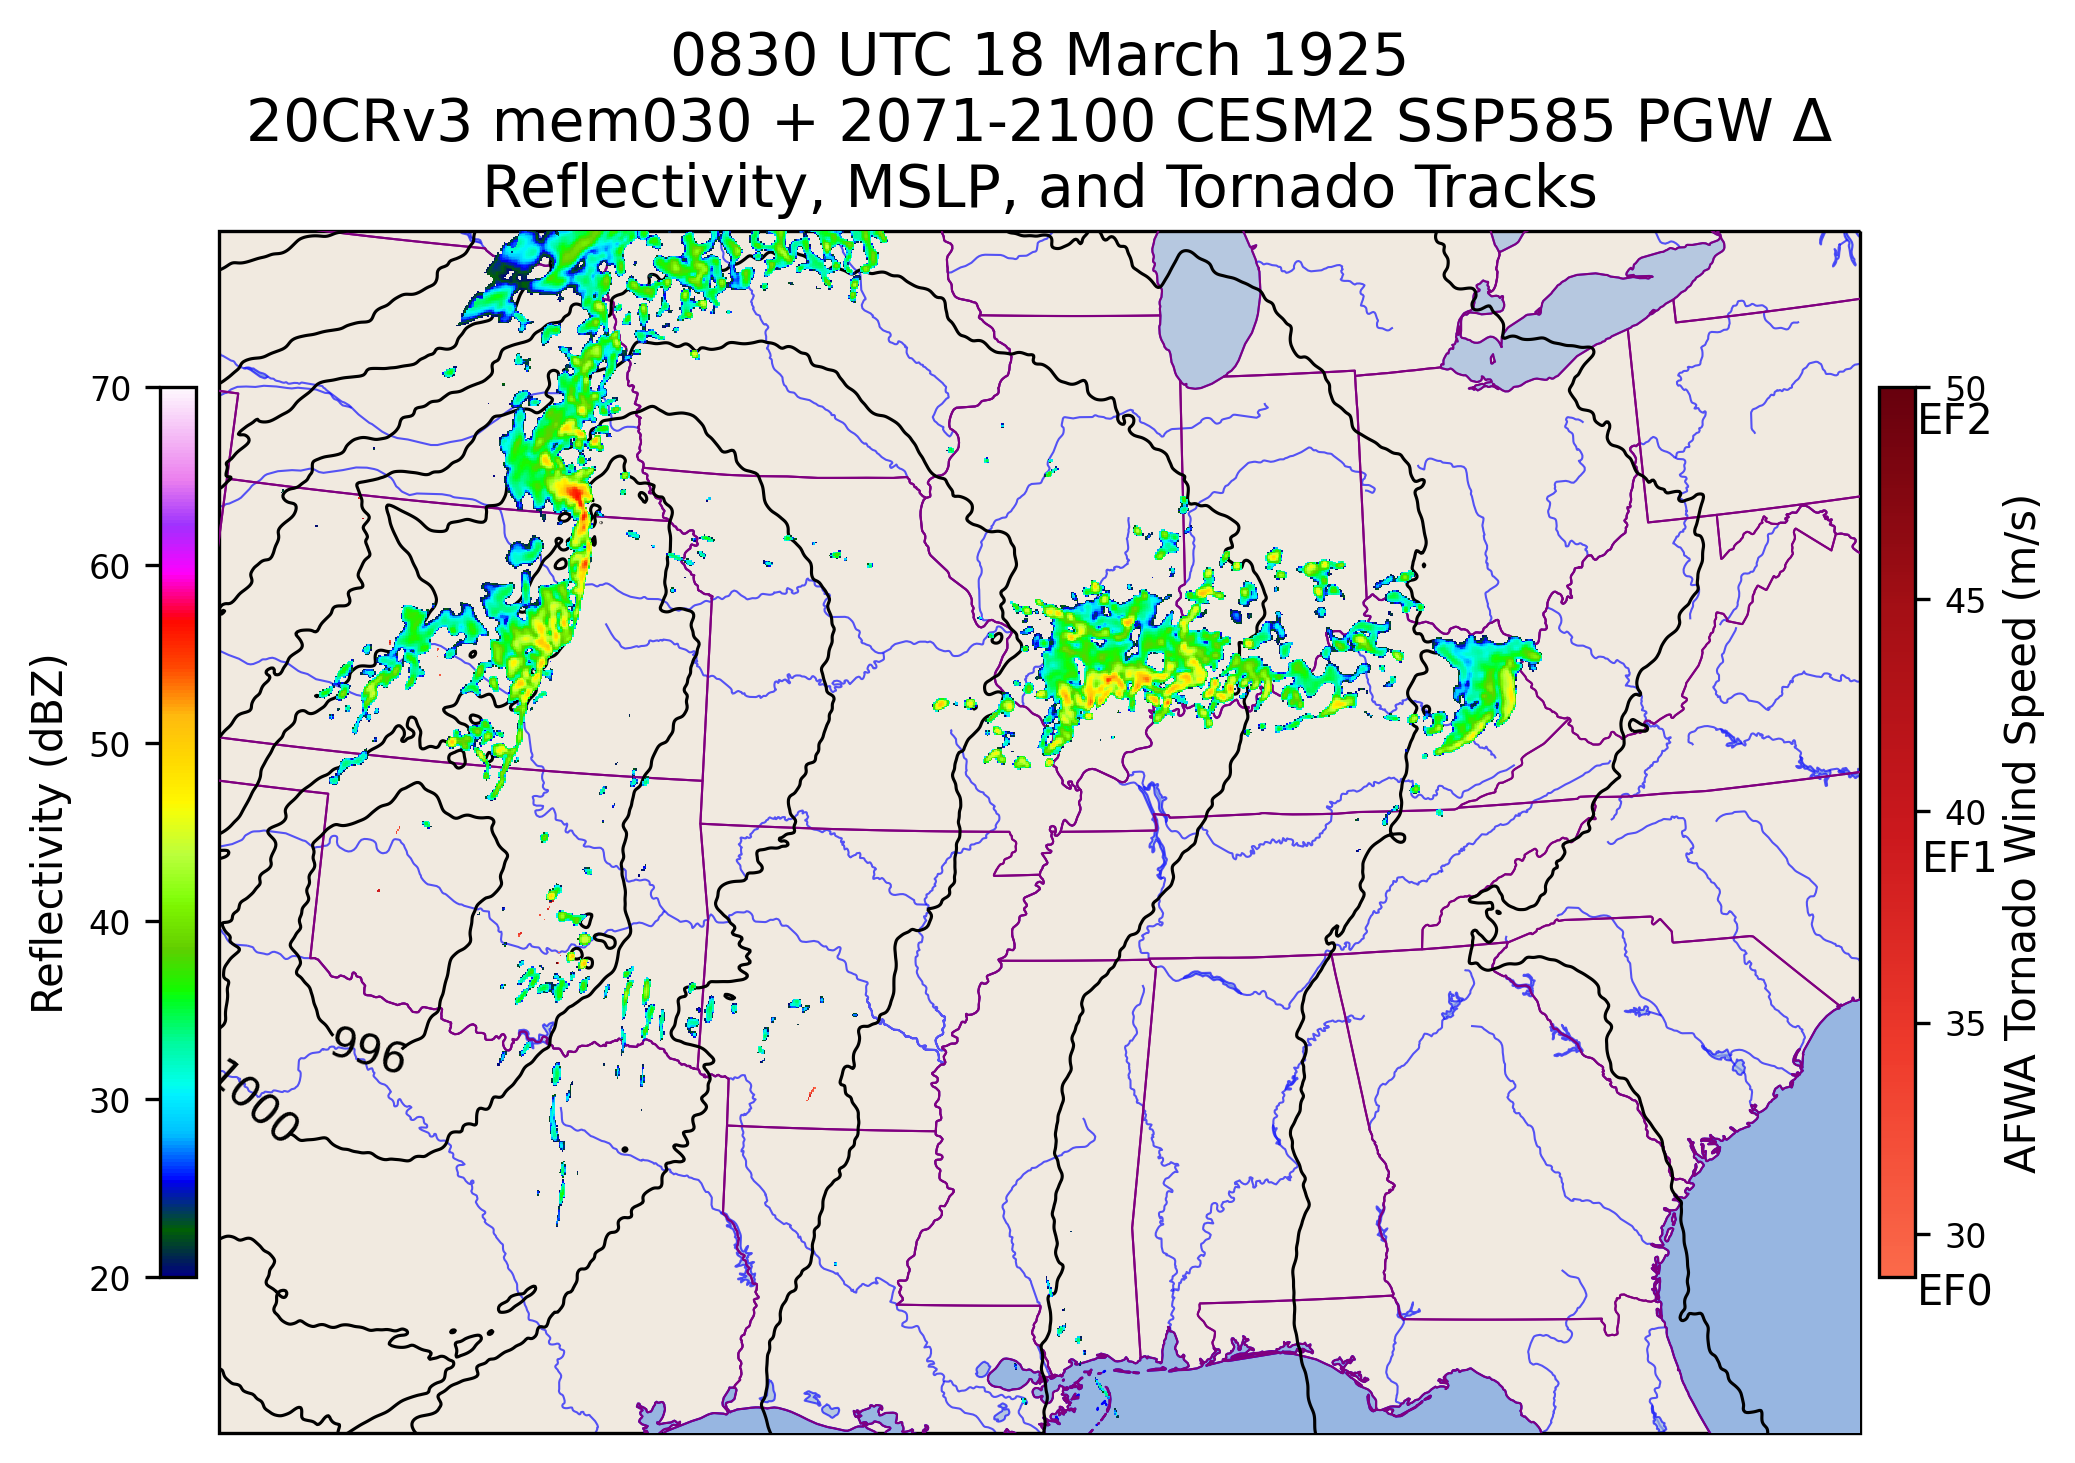 0830 UTC 18 March 1925
20CRv3 mem030 + 2071-2100 CESM2 SSP585 PGW Δ
Reflectivity, MSLP, and Tornado Tracks
70
60
50
40
30
20
Reflectivity (dBZ)
996
1000
50
EF2
45
40
EF1
35
30
EF0
AFWA Tornado Wind Speed (m/s)